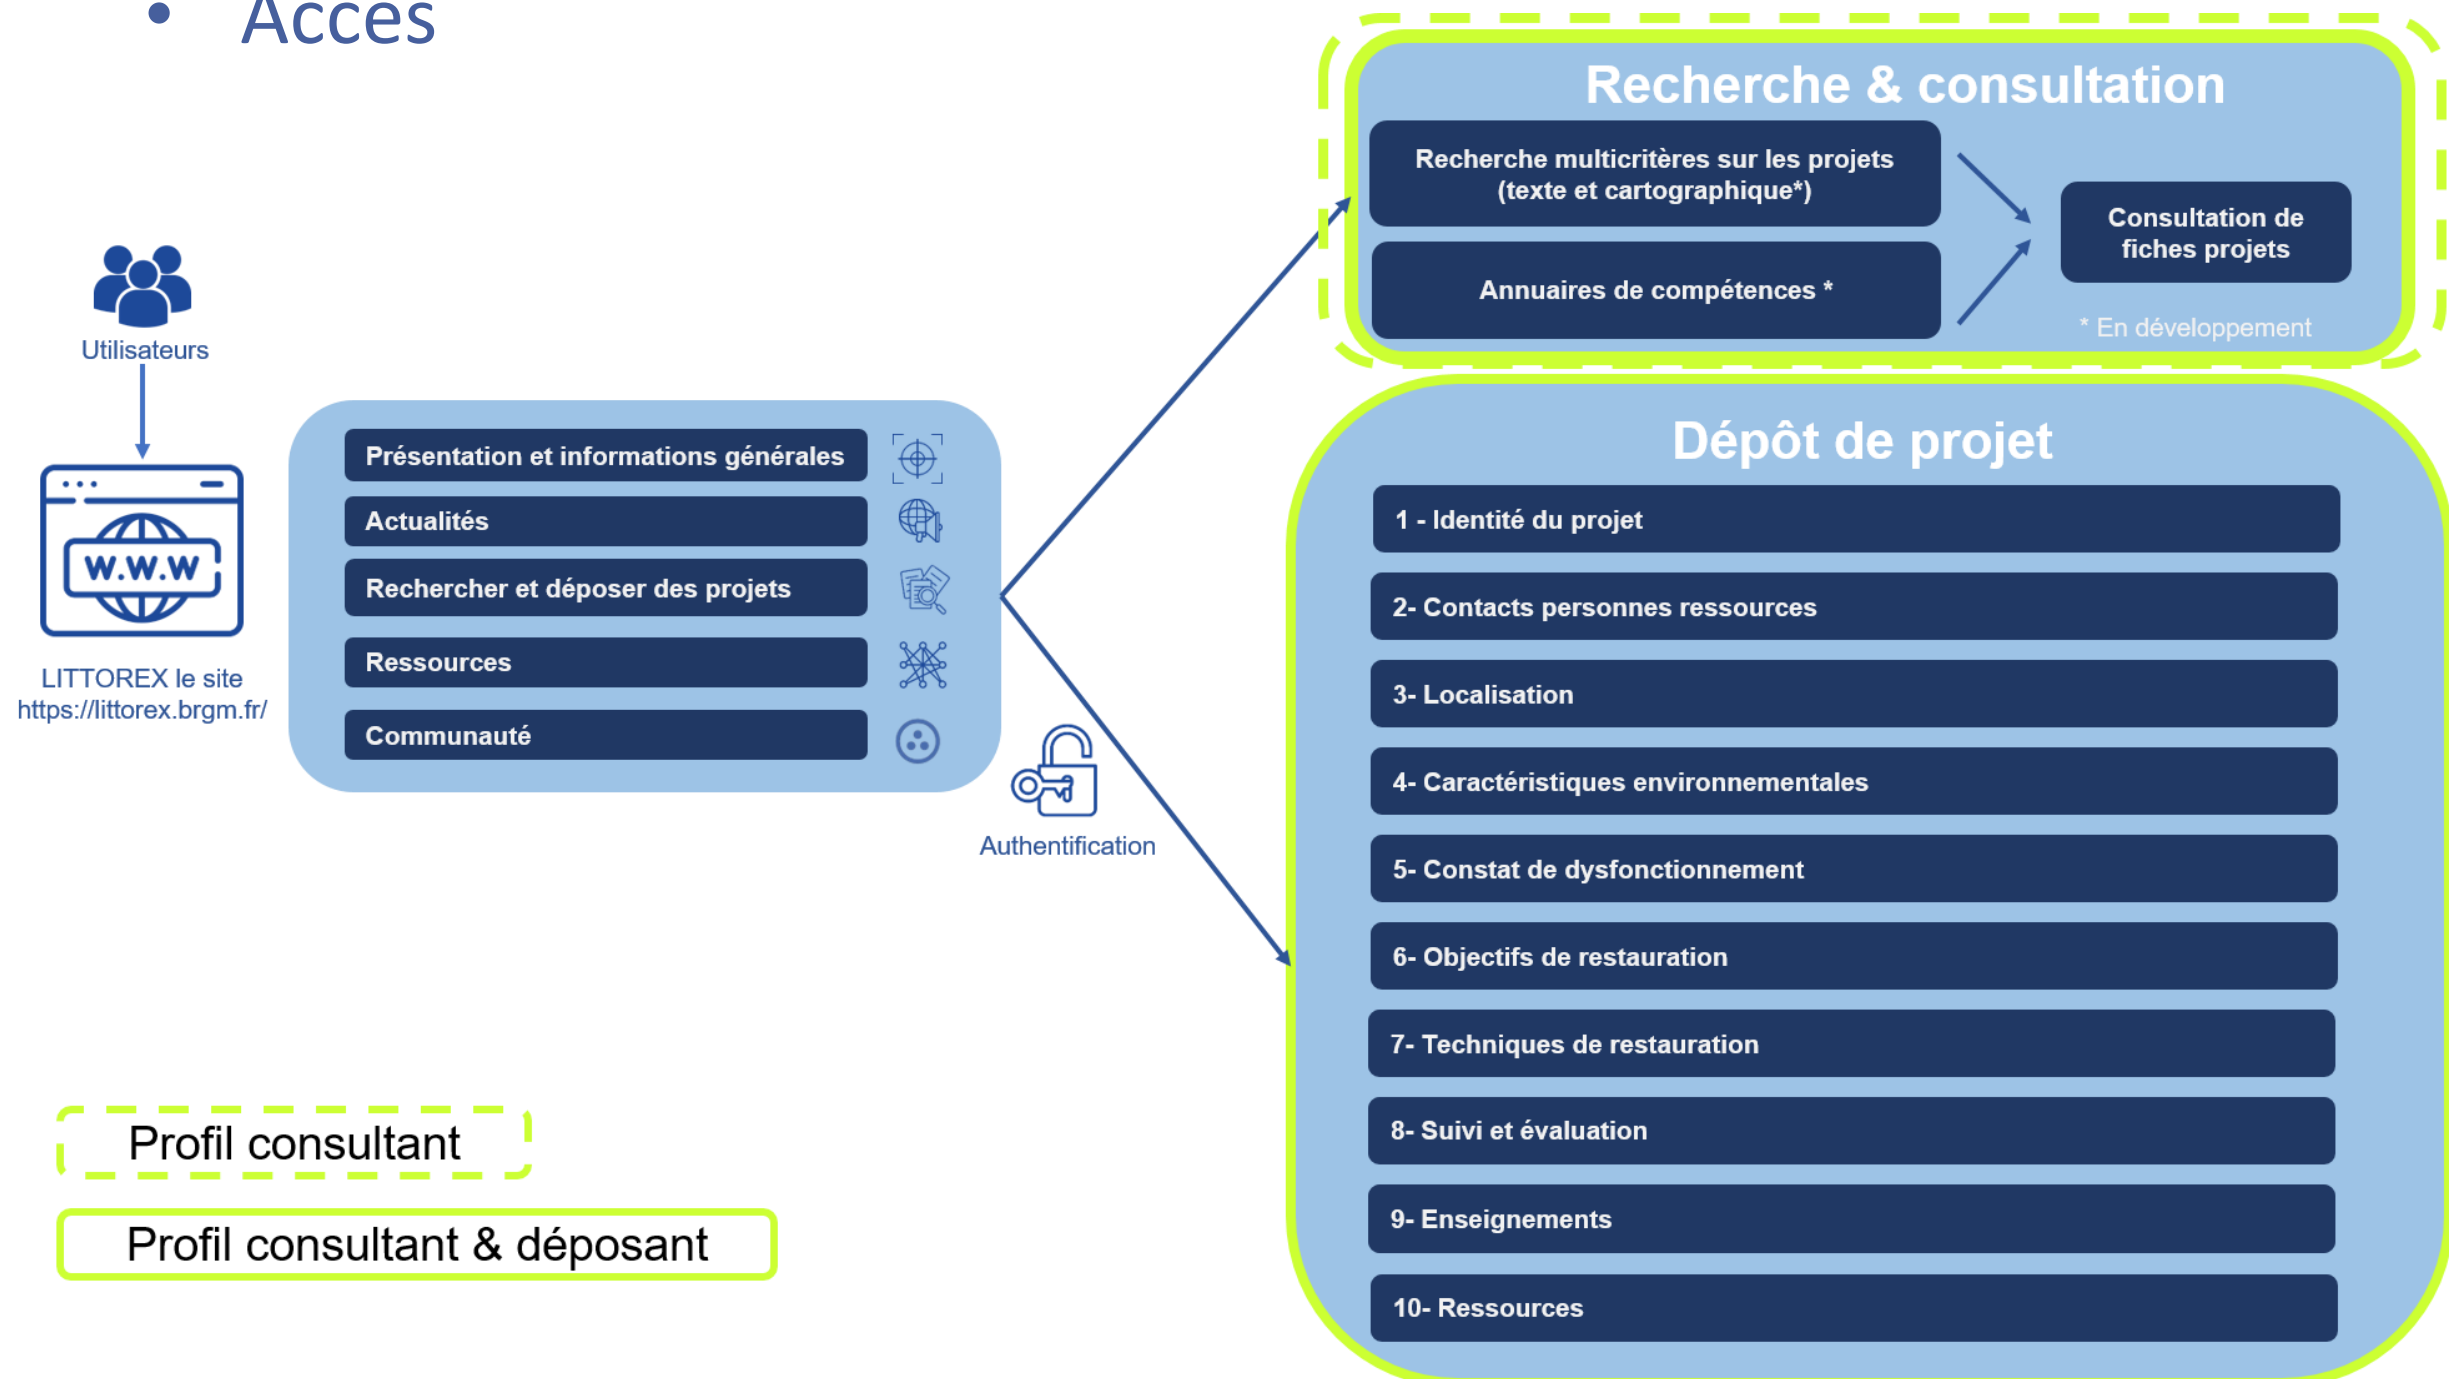 • Accès
Utilisateurs
W.W.W
LITTOREX le site
https://littorex.brgm.fr/
Présentation et informations générales
Actualités
Rechercher et déposer des projets
Ressources
Communauté
Authentification
Recherche & consultation
Recherche multicritères sur les projets
(texte et cartographique*)
Annuaires de compétences *
Consultation de
fiches projets
* En développement
Dépôt de projet
1 - Identité du projet
2- Contacts personnes ressources
3- Localisation
4- Caractéristiques environnementales
5- Constat de dysfonctionnement
6- Objectifs de restauration
7- Techniques de restauration
8- Suivi et évaluation
9- Enseignements
10- Ressources
Profil consultant
Profil consultant & déposant